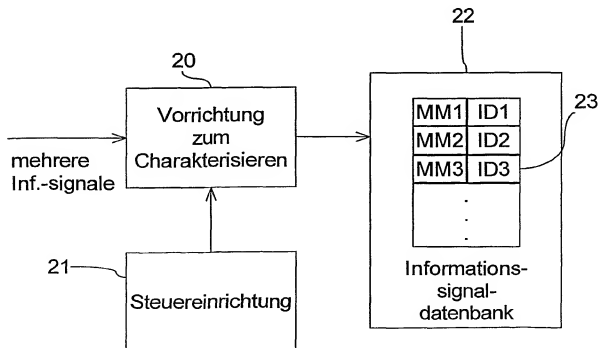 20
Vorrichtung
zum
Charakterisieren
mehrere
Inf.-signale
21
Steuereinrichtung
22
MM1 ID1
MM2 ID2
MM3 ID3
23
Informations-
signal-
datenbank